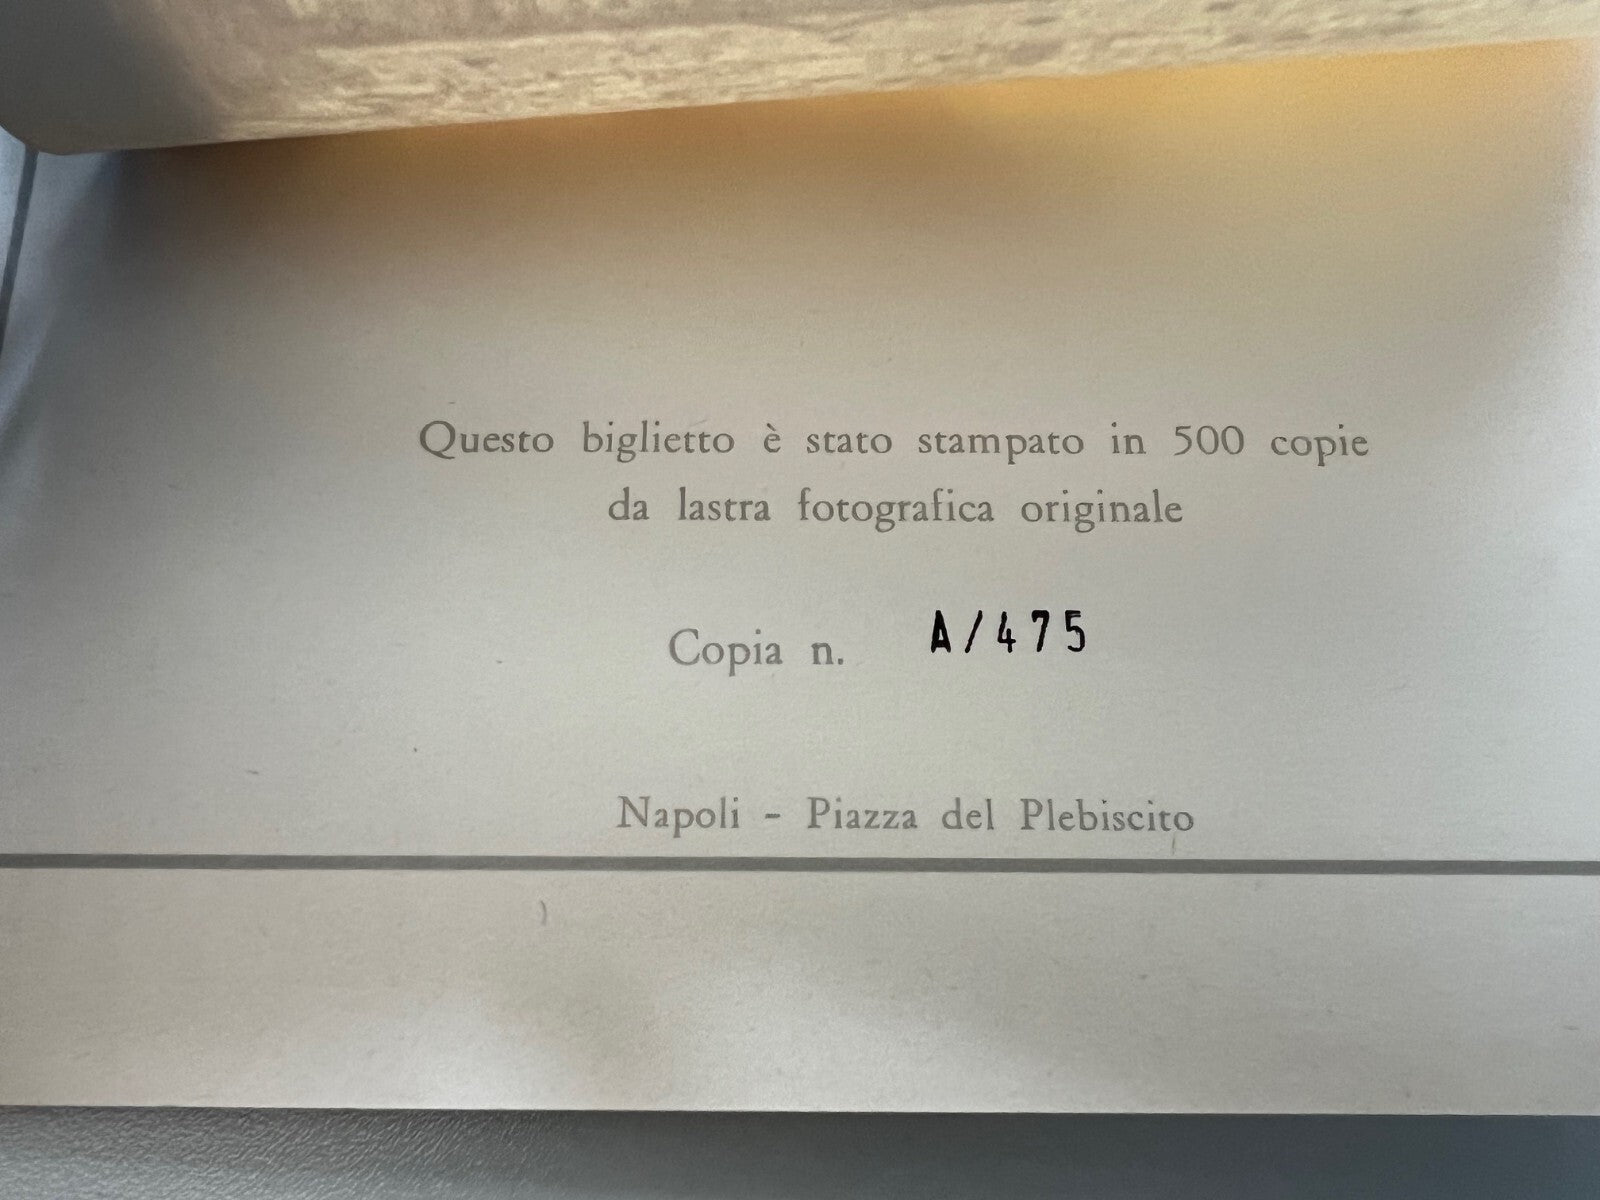 Questo biglietto è stato stampato in 500 copie
da lastra fotografica originale
Copia n. A/475
Napoli - Piazza del Plebiscito